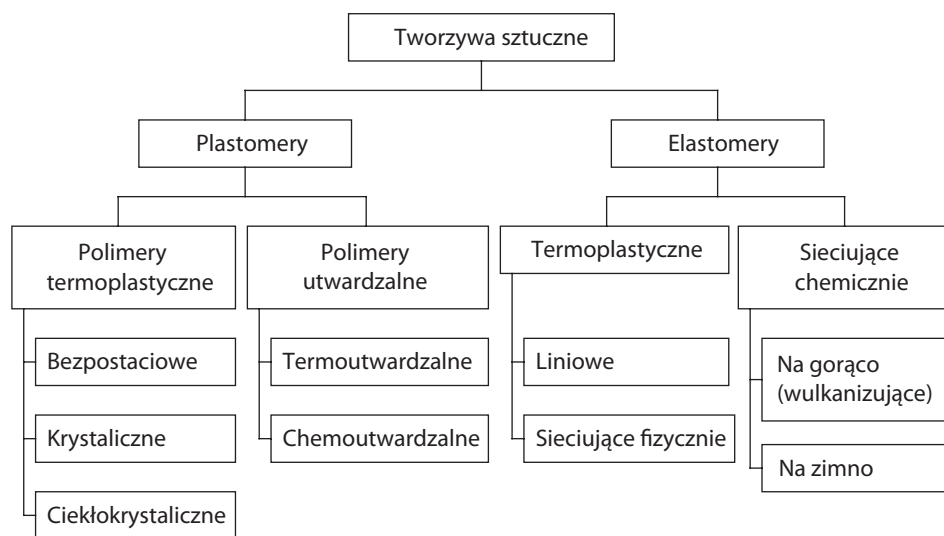 Tworzywa sztuczne
Plastomery
Elastomery
Polimery
termoplastyczne
Polimery
utwardzalne
Termoplastyczne
Sieciujące
chemicznie
Bezpostaciowe
Krystaliczne
Ciekłokrystaliczne
Termoutwardzalne
Chemoutwardzalne
Liniowe
Sieciujące fizycznie
Na gorąco
(wulkanizujące)
Na zimno